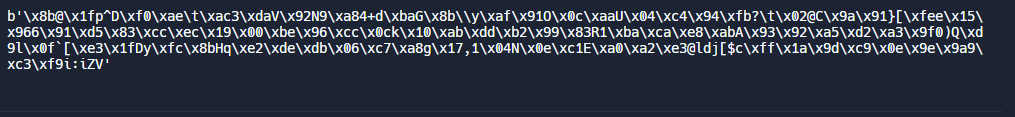 b'\x8b@\x1fp^D\xf0\xae\t\xac3\xdaV\x92N9\xa84+d\xbaG\x8b\\y\xaf\x91O\x0c\xaaU\x04\xc4\x94\xfb?\t\x02@C\x9a\x91}[\xfee\x15\
x966\x91\xd5\x83\xcc\xec\x19\x00\xbe\x96\xcc\x0ck\x10\xab\xdd\xb2\x99\x83R1\xba\xca\xe8\xabA\x93\x92\xa5\xd2\xa3\x9f0)Q\xd
9l\x0f`[\xe3\x1fDy\xfc\x8bHq\xe2\xde\xdb\x06\xc7\xa8g\x17,1\x04N\x0e\xc1E\xa0\xa2\xe3@ldj[$c\xff\x1a\x9d\xc9\x0e\x9e\x9a9\
xc3\xf9i:iZV'